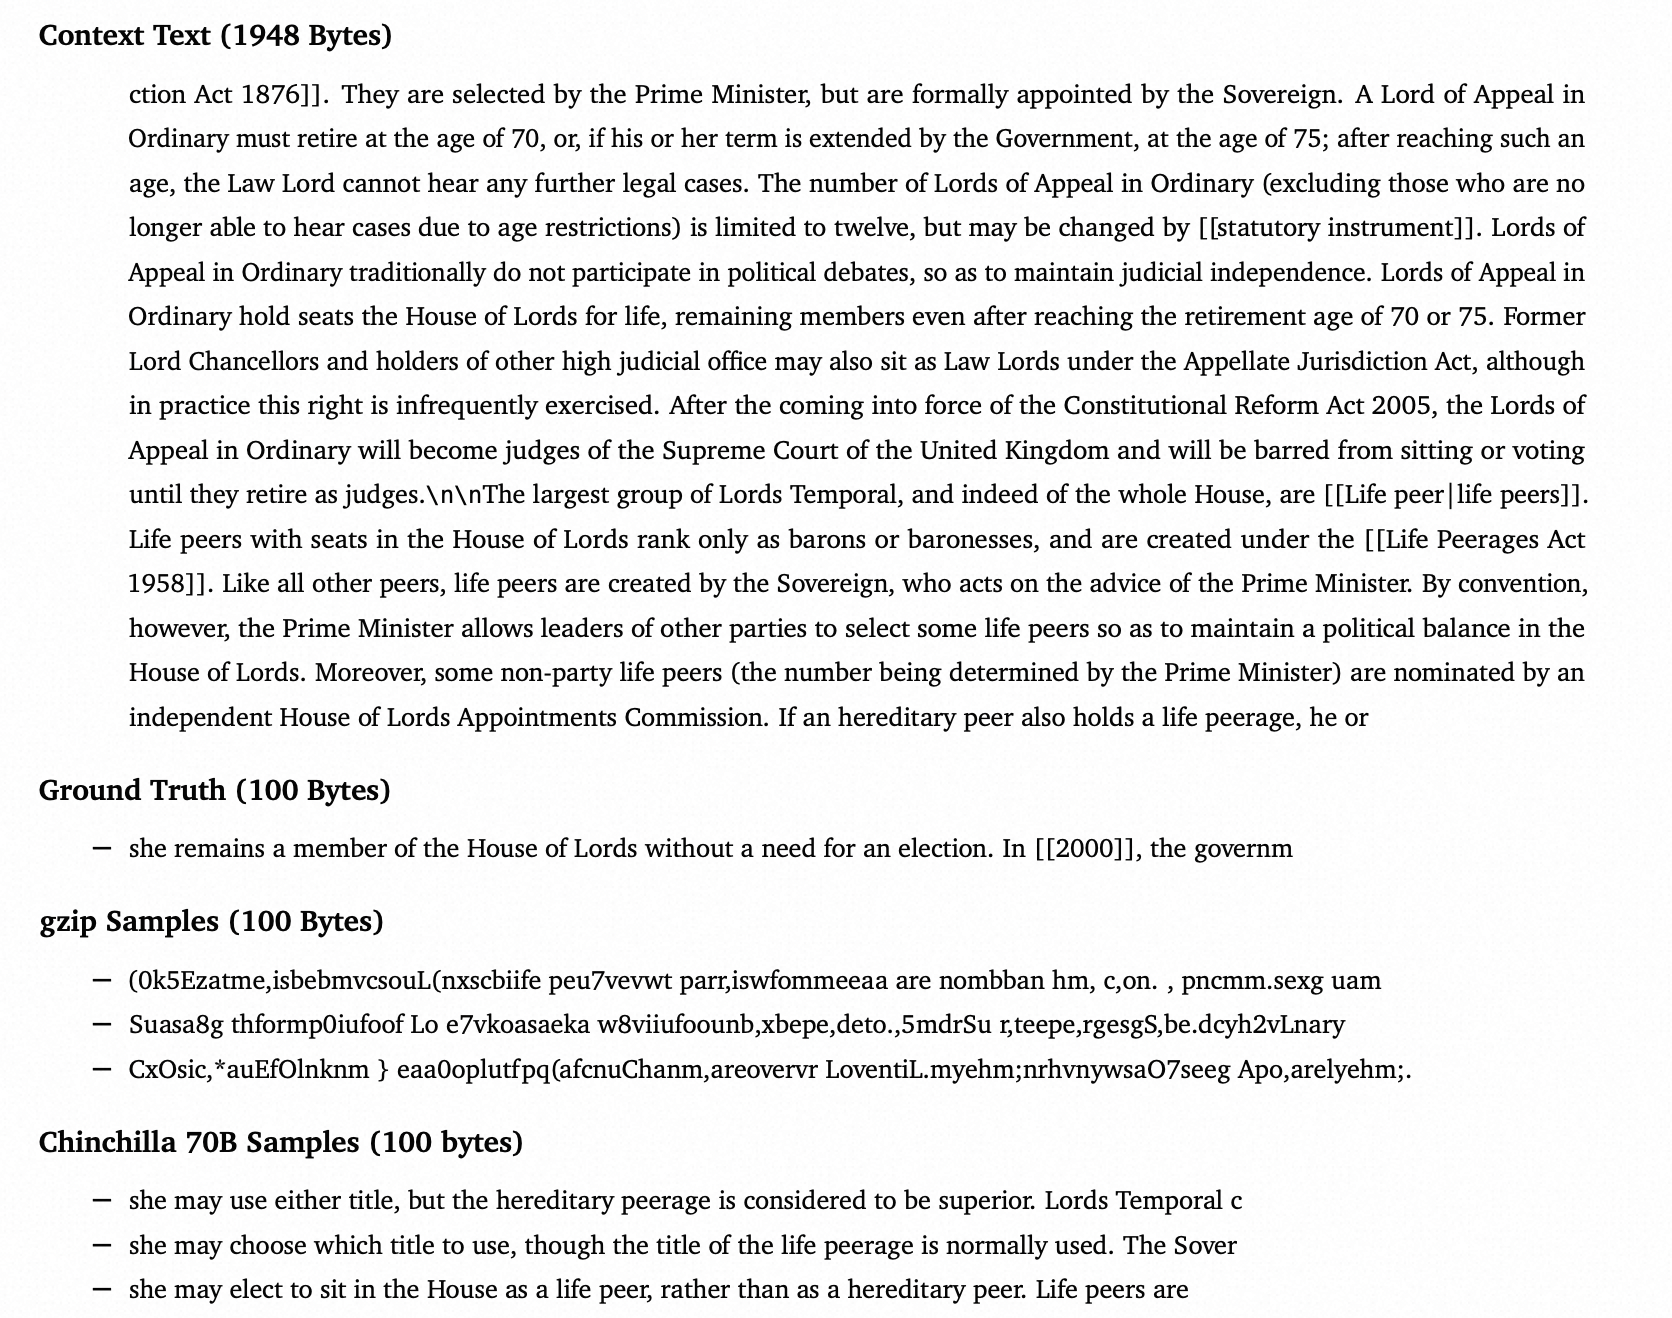 Context Text (1948 Bytes)
ction Act 1876]]. They are selected by the Prime Minister, but are formally appointed by the Sovereign. A Lord of Appeal in
Ordinary must retire at the age of 70, or, if his or her term is extended by the Government, at the age of 75; after reaching such an
age, the Law Lord cannot hear any further legal cases. The number of Lords of Appeal in Ordinary (excluding those who are no
longer able to hear cases due to age restrictions) is limited to twelve, but may be changed by [[statutory instrument]]. Lords of
Appeal in Ordinary traditionally do not participate in political debates, so as to maintain judicial independence. Lords of Appeal in
Ordinary hold seats the House of Lords for life, remaining members even after reaching the retirement age of 70 or 75. Former
Lord Chancellors and holders of other high judicial office may also sit as Law Lords under the Appellate Jurisdiction Act, although
in practice this right is infrequently exercised. After the coming into force of the Constitutional Reform Act 2005, the Lords of
Appeal in Ordinary will become judges of the Supreme Court of the United Kingdom and will be barred from sitting or voting
until they retire as judges.\n\nThe largest group of Lords Temporal, and indeed of the whole House, are [[Life peer|life peers]].
Life peers with seats in the House of Lords rank only as barons or baronesses, and are created under the [[Life Peerages Act
1958]]. Like all other peers, life peers are created by the Sovereign, who acts on the advice of the Prime Minister. By convention,
however, the Prime Minister allows leaders of other parties to select some life peers so as to maintain a political balance in the
House of Lords. Moreover, some non-party life peers (the number being determined by the Prime Minister) are nominated by an
independent House of Lords Appointments Commission. If an hereditary peer also holds a life peerage, he or
Ground Truth (100 Bytes)
— she remains a member of the House of Lords without a need for an election. In [[2000]], the governm
gzip Samples (100 Bytes)
— (0k5Ezatme,isbebmvcsouL(nxscbiife peu7vevwt parr,iswfommeeaa are nombban hm, c,on. , pncmm.sexg uam
— Suasa8g thformp0iufoof Lo e7vkoasaeka w8viiufoounb,xbepe,deto.,5mdrSu r,teepe,rgesgS,be.dcyh2vLnary
— CxOsic,*auEfOlnknm } eaa0oplutfpq(afcnuChanm,areovervr LoventiL.myehm;nrhvnywsaO7seeg Apo,arelyehm;.
Chinchilla 70B Samples (100 bytes)
— she may use either title, but the hereditary peerage is considered to be superior. Lords Temporal c
— she may choose which title to use, though the title of the life peerage is normally used. The Sover
— she may elect to sit in the House as a life peer, rather than as a hereditary peer. Life peers are